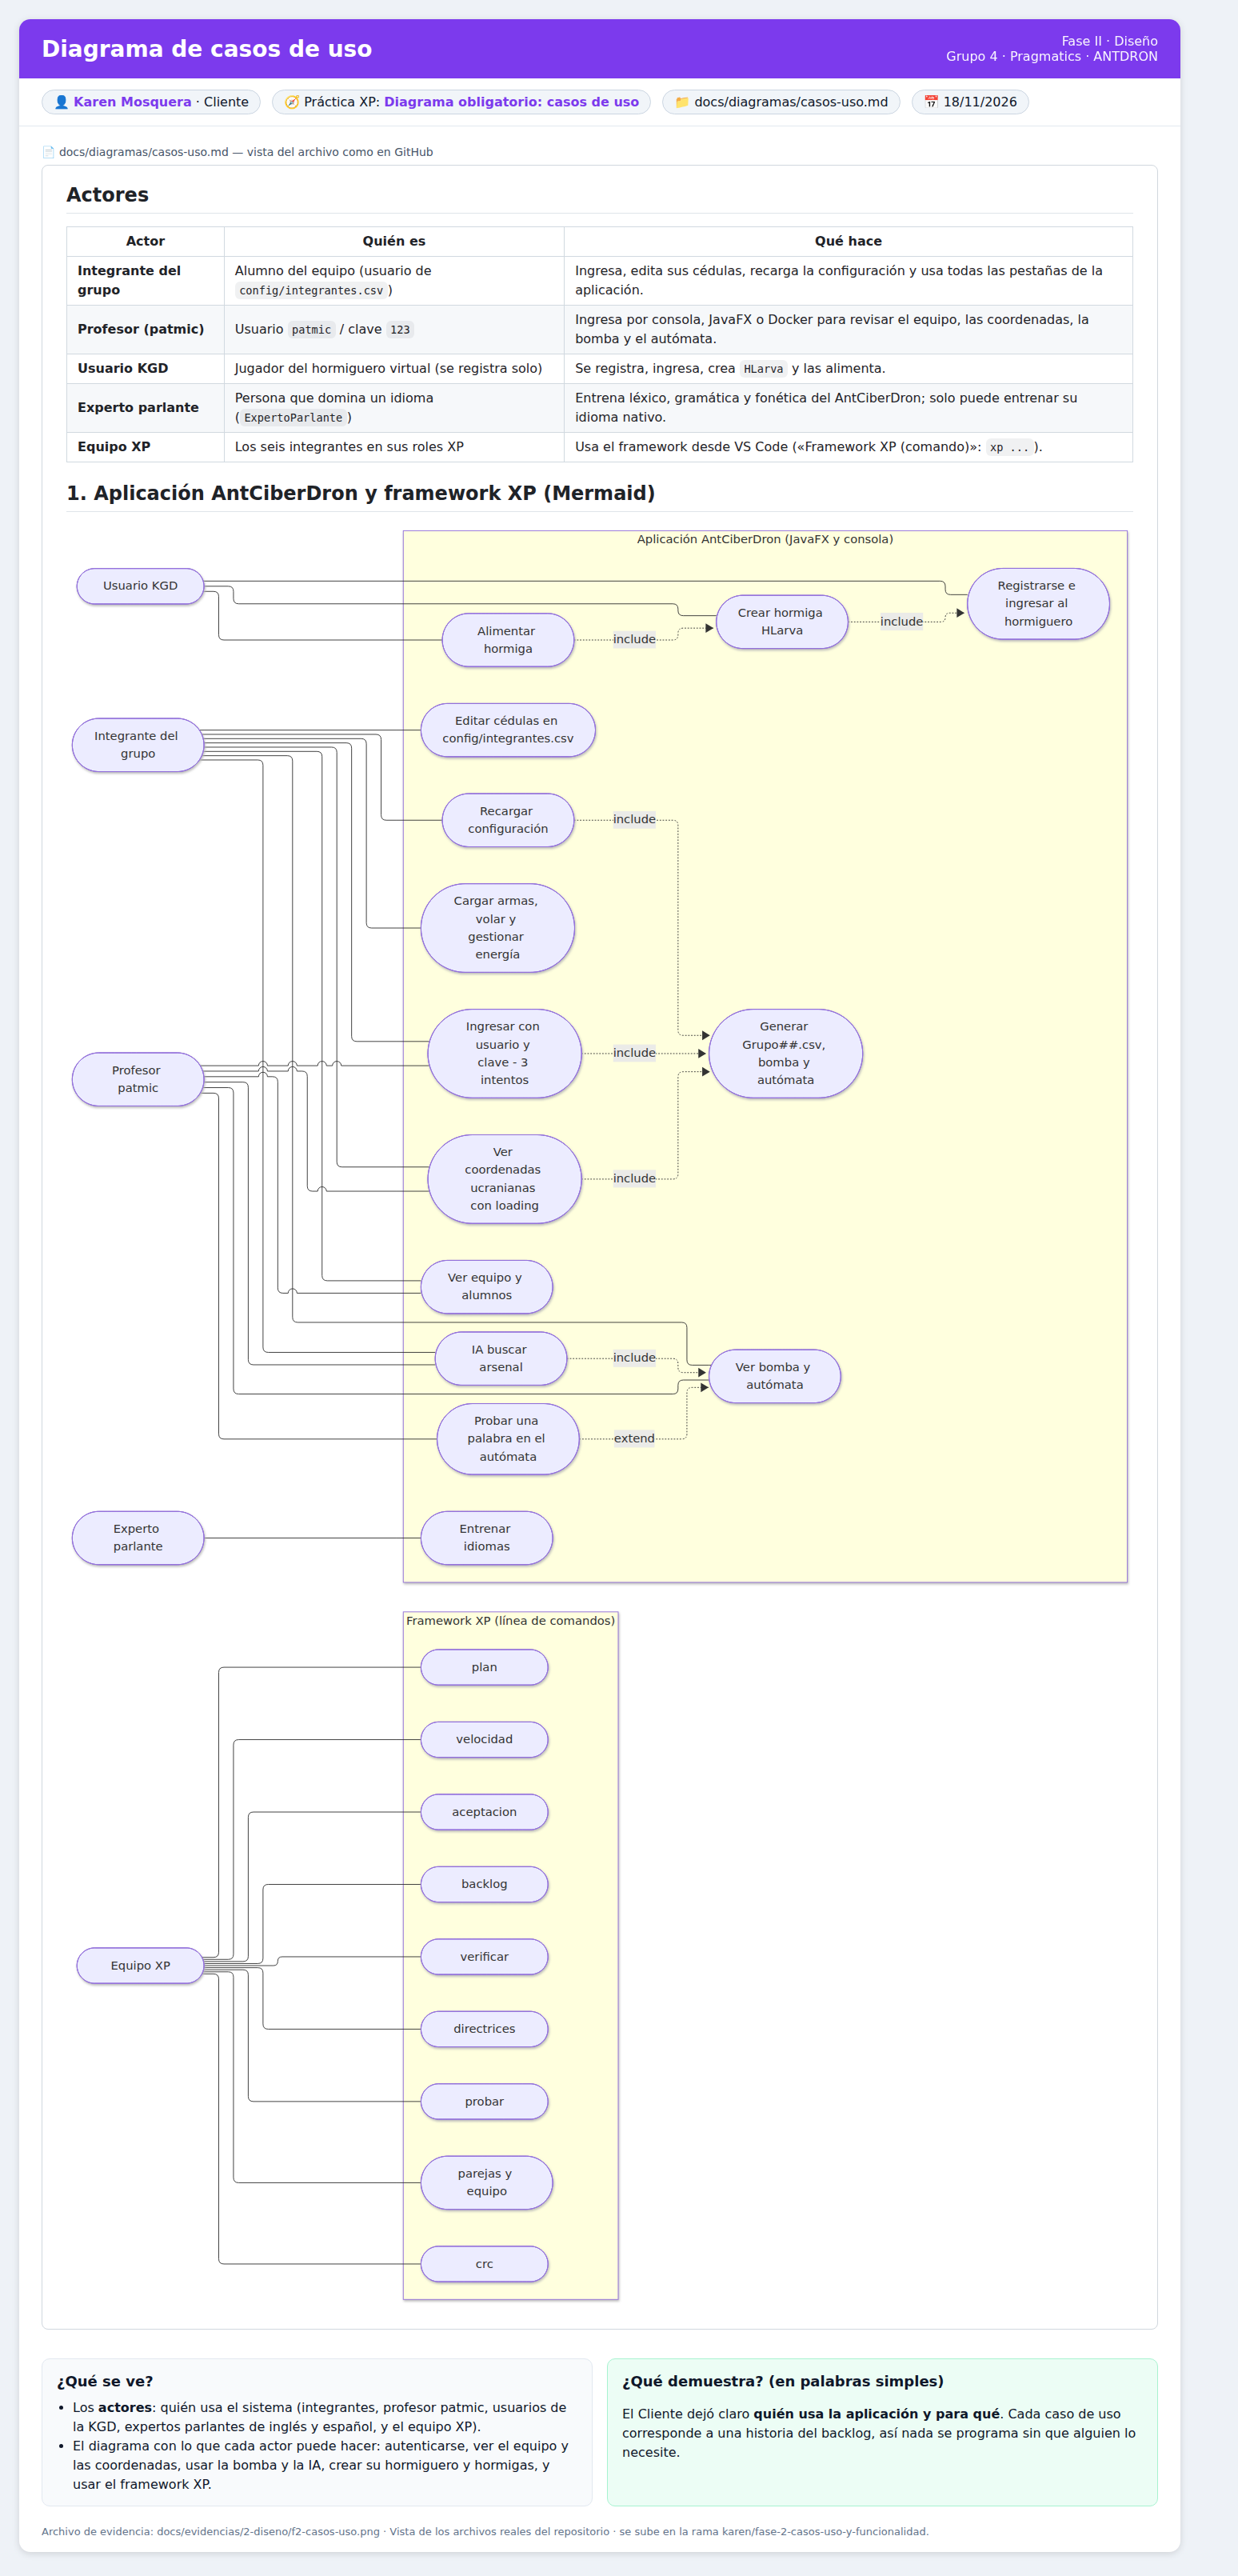 Diagrama de casos de uso
Fase II · Diseño
Grupo 4 · Pragmatics · ANTDRON
👤 Karen Mosquera · Cliente
🧭 Práctica XP: Diagrama obligatorio: casos de uso
📁 docs/diagramas/casos-uso.md
📅 18/11/2026
📄 docs/diagramas/casos-uso.md — vista del archivo como en GitHub
Actores
Actor
Quién es
Qué hace
Integrante del
grupo
Alumno del equipo (usuario de
config/integrantes.csv )
Ingresa, edita sus cédulas, recarga la configuración y usa todas las pestañas de la
aplicación.
Profesor (patmic)
Usuario patmic / clave 123
Ingresa por consola, JavaFX o Docker para revisar el equipo, las coordenadas, la
bomba y el autómata.
Usuario KGD
Jugador del hormiguero virtual (se registra solo)
Se registra, ingresa, crea HLarva y las alimenta.
Experto parlante
Persona que domina un idioma
( ExpertoParlante )
Entrena léxico, gramática y fonética del AntCiberDron; solo puede entrenar su
idioma nativo.
Equipo XP
Los seis integrantes en sus roles XP
Usa el framework desde VS Code («Framework XP (comando)»: xp ... ).
1. Aplicación AntCiberDron y framework XP (Mermaid)
Aplicación AntCiberDron (JavaFX y consola)
Usuario KGD
Registrarse e
ingresar al
hormiguero
Crear hormiga
HLarva
include
Alimentar
hormiga
include
Integrante del
grupo
Editar cédulas en
config/integrantes.csv
Recargar
configuración
include
Cargar armas,
volar y
gestionar
energía
Ingresar con
usuario y
clave - 3
intentos
include
Generar
Grupo##.csv,
bomba y
autómata
Profesor
patmic
Ver
coordenadas
ucranianas
con loading
include
Ver equipo y
alumnos
IA buscar
arsenal
include
Ver bomba y
autómata
Probar una
palabra en el
autómata
extend
Experto
parlante
Entrenar
idiomas
Framework XP (línea de comandos)
plan
velocidad
aceptacion
backlog
verificar
Equipo XP
directrices
probar
parejas y
equipo
crc
¿Qué se ve?
• Los actores: quién usa el sistema (integrantes, profesor patmic, usuarios de
la KGD, expertos parlantes de inglés y español, y el equipo XP).
• El diagrama con lo que cada actor puede hacer: autenticarse, ver el equipo y
las coordenadas, usar la bomba y la IA, crear su hormiguero y hormigas, y
usar el framework XP.
¿Qué demuestra? (en palabras simples)
El Cliente dejó claro quién usa la aplicación y para qué. Cada caso de uso
corresponde a una historia del backlog, así nada se programa sin que alguien lo
necesite.
Archivo de evidencia: docs/evidencias/2-diseno/f2-casos-uso.png · Vista de los archivos reales del repositorio · se sube en la rama karen/fase-2-casos-uso-y-funcionalidad.